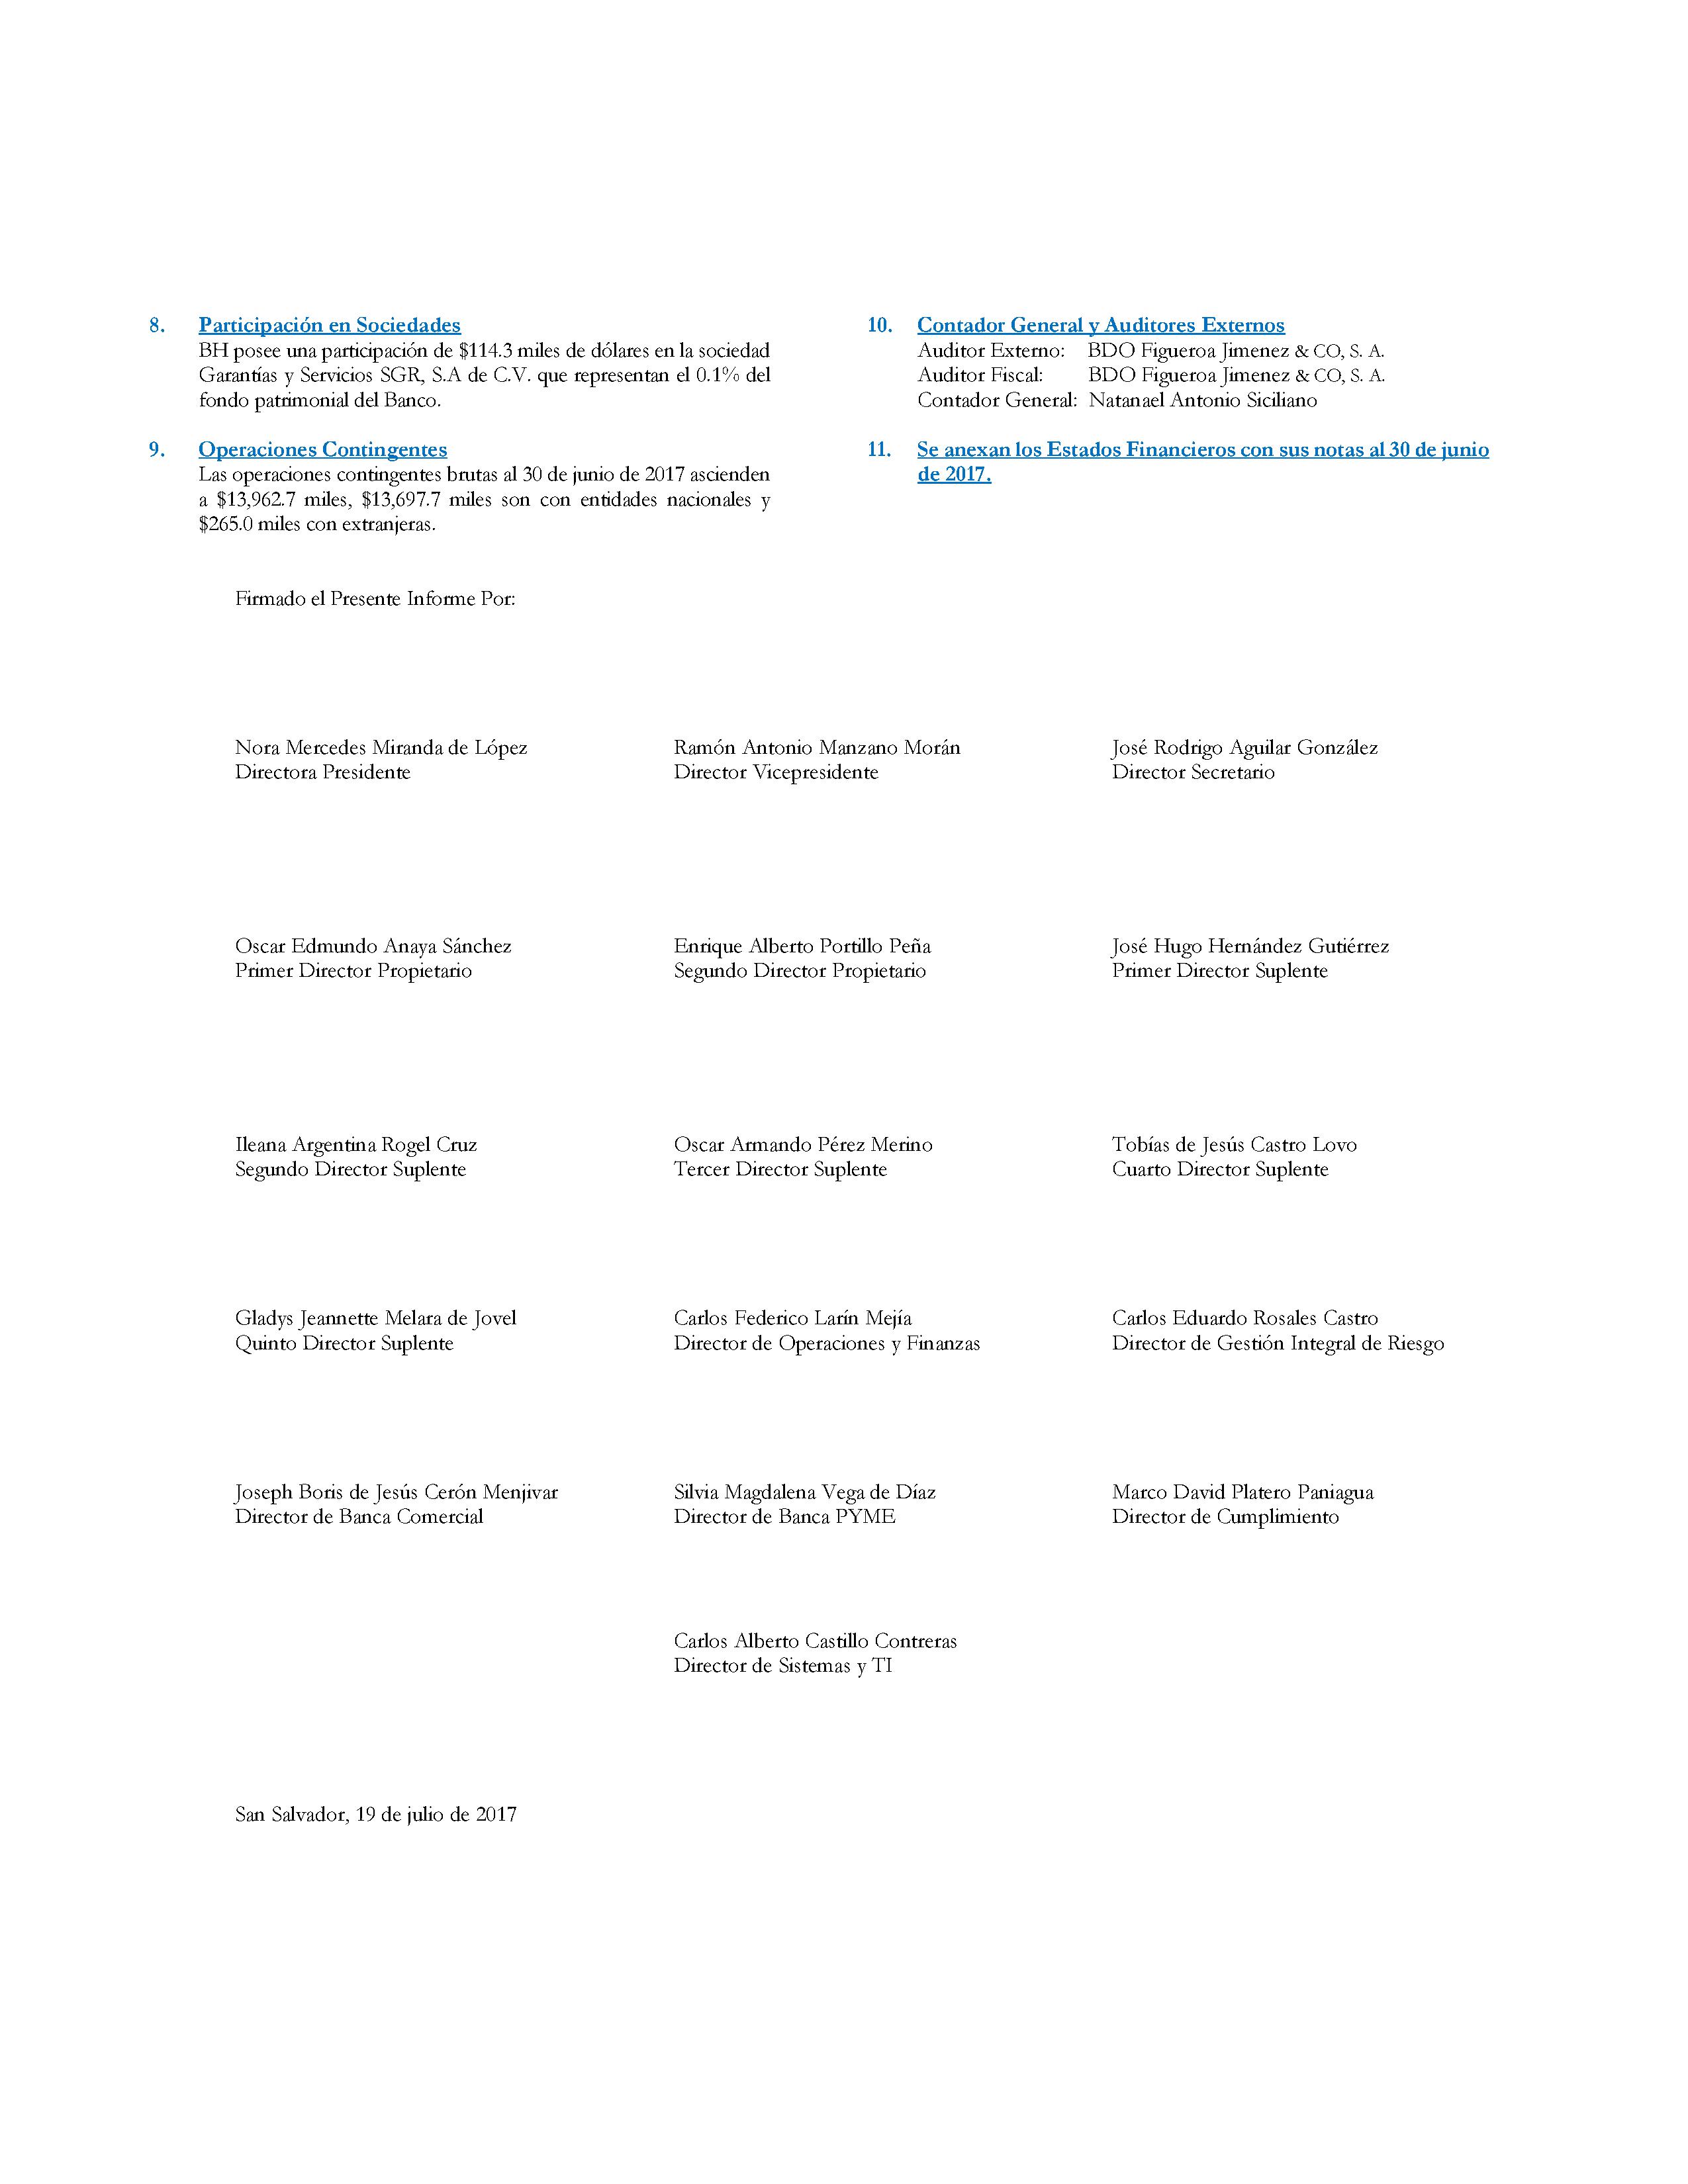 8. Participación en Sociedades
BH posee una participación de $114.3 miles de dólares en la sociedad
Garantías y Servicios SGR, S.A de C.V. que representan el 0.1% del
fondo patrimonial del Banco.
9. Operaciones Contingentes
Las operaciones contingentes brutas al 30 de junio de 2017 ascienden
a $13,962.7 miles, $13,697.7 miles son con entidades nacionales y
$265.0 miles con extranjeras.
10. Contador General y Auditores Externos
Auditor Externo: BDO Figueroa Jimenez & CO, S. A.
Auditor Fiscal: BDO Figueroa Jimenez & CO, S. A.
Contador General: Natanael Antonio Siciliano
11. Se anexan los Estados Financieros con sus notas al 30 de junio
de 2017.
Firmado el Presente Informe Por:
Nora Mercedes Miranda de López
Directora Presidente
Ramón Antonio Manzano Morán
Director Vicepresidente
José Rodrigo Aguilar González
Director Secretario
Oscar Edmundo Anaya Sánchez
Primer Director Propietario
Enrique Alberto Portillo Peña
Segundo Director Propietario
José Hugo Hernández Gutiérrez
Primer Director Suplente
Ileana Argentina Rogel Cruz
Segundo Director Suplente
Oscar Armando Pérez Merino
Tercer Director Suplente
Tobías de Jesús Castro Lovo
Cuarto Director Suplente
Gladys Jeannette Melara de Jovel
Quinto Director Suplente
Carlos Federico Larín Mejía
Director de Operaciones y Finanzas
Carlos Eduardo Rosales Castro
Director de Gestión Integral de Riesgo
Joseph Boris de Jesús Cerón Menjivar
Director de Banca Comercial
Silvia Magdalena Vega de Díaz
Director de Banca PYME
Marco David Platero Paniagua
Director de Cumplimiento
Carlos Alberto Castillo Contreras
Director de Sistemas y TI
San Salvador, 19 de julio de 2017